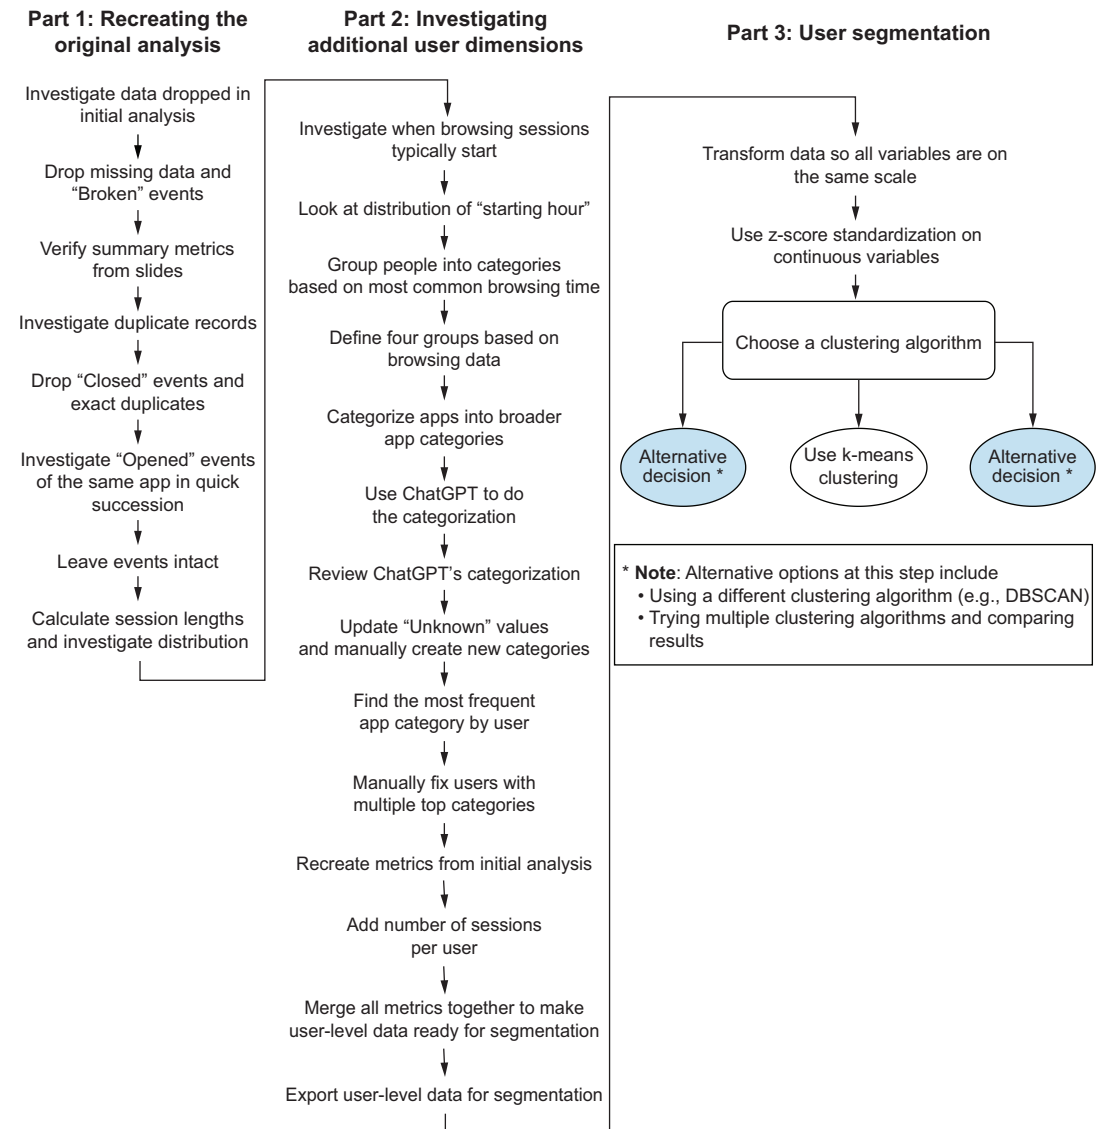 Part 1: Recreating the
original analysis
Investigate data dropped in
initial analysis
Drop missing data and
“Broken” events
Verify summary metrics
from slides
Investigate duplicate records
Drop “Closed” events and
exact duplicates
Investigate “Opened” events
of the same app in quick
succession
Leave events intact
Calculate session lengths
and investigate distribution
Part 2: Investigating
additional user dimensions
Investigate when browsing sessions
typically start
Look at distribution of “starting hour”
Group people into categories
based on most common browsing time
Define four groups based on
browsing data
Categorize apps into broader
app categories
Use ChatGPT to do
the categorization
Review ChatGPT’s categorization
Update “Unknown” values
and manually create new categories
Find the most frequent
app category by user
Manually fix users with
multiple top categories
Recreate metrics from initial analysis
Add number of sessions
per user
Merge all metrics together to make
user-level data ready for segmentation
Export user-level data for segmentation
Part 3: User segmentation
Transform data so all variables are on
the same scale
Use z-score standardization on
continuous variables
Choose a clustering algorithm
Alternative
decision *
Use k-means
clustering
Alternative
decision *
* Note: Alternative options at this step include
• Using a different clustering algorithm (e.g., DBSCAN)
• Trying multiple clustering algorithms and comparing
results